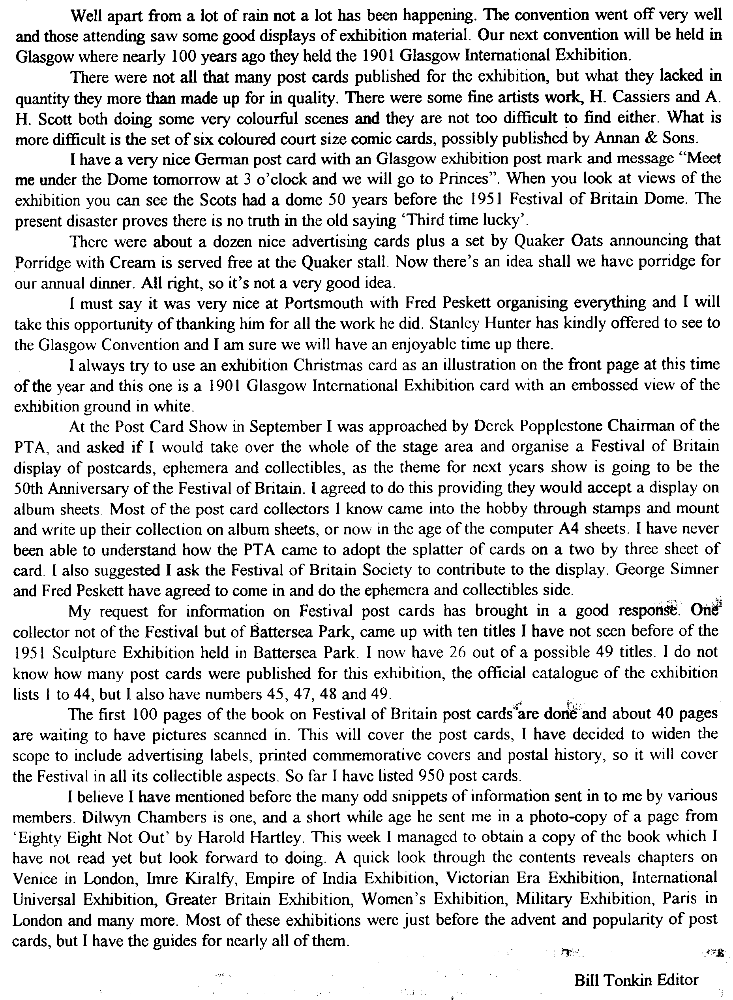 Well apart from a lot of rain not a lot has been happening. The convention went off very well
and those attending saw some good displays of exhibition material. Our next convention will be held in
Glasgow where nearly 100 years ago they held the 1901 Glasgow International Exhibition.
There were not all that many post cards published for the exhibition, but what they lacked in
quantity they more than made up for in quality. There were some fine artists work, H. Cassiers and A.
H. Scott both doing some very colourful scenes and they are not too difficult to find either. What is
more difficult is the set of six coloured court size comic cards, possibly published by Annan & Sons.
I have a very nice German post card with an Glasgow exhibition post mark and message “Meet
me under the Dome tomorrow at 3 o’clock and we will go to Princes”. When you look at views of the
exhibition you can see the Scots had a dome 50 years before the 1951 Festival of Britain Dome. The
present disaster proves there is no truth in the old saying ‘Third time lucky’.
There were about a dozen nice advertising cards plus a set by Quaker Oats announcing that
Porridge with Cream is served free at the Quaker stall. Now there’s an idea shall we have porridge for
our annual dinner. All right, so it’s not a very good idea.
I must say it was very nice at Portsmouth with Fred Peskett organising everything and I will
take this opportunity of thanking him for all the work he did. Stanley Hunter has kindly offered to see to
the Glasgow Convention and I am sure we will have an enjoyable time up there.
I always try to use an exhibition Christmas card as an illustration on the front page at this time
of the year and this one is a 1901 Glasgow International Exhibition card with an embossed view of the
exhibition ground in white.
At the Post Card Show in September I was approached by Derek Popplestone Chairman of the
PTA, and asked if I would take over the whole of the stage area and organise a Festival of Britain
display of postcards, ephemera and collectibles, as the theme for next years show is going to be the
50th Anniversary of the Festival of Britain. I agreed to do this providing they would accept a display on
album sheets. Most of the post card collectors I know came into the hobby through stamps and mount
and write up their collection on album sheets, or now in the age of the computer A4 sheets. I have never
been able to understand how the PTA came to adopt the splatter of cards on a two by three sheet of
card. I also suggested I ask the Festival of Britain Society to contribute to the display. George Simner
and Fred Peskett have agreed to come in and do the ephemera and collectibles side.
My request for information on Festival post cards has brought in a good response. One
collector not of the Festival but of Battersea Park, came up with ten titles I have not seen before of the
1951 Sculpture Exhibition held in Battersea Park. I now have 26 out of a possible 49 titles. I do not
know how many post cards were published for this exhibition, the official catalogue of the exhibition
lists 1 to 44, but I also have numbers 45, 47, 48 and 49.
The first 100 pages of the book on Festival of Britain post cards are done and about 40 pages
are waiting to have pictures scanned in. This will cover the post cards, I have decided to widen the
scope to include advertising labels, printed commemorative covers and postal history, so it will cover
the Festival in all its collectible aspects. So far I have listed 950 post cards.
I believe I have mentioned before the many odd snippets of information sent in to me by various
members. Dilwyn Chambers is one, and a short while age he sent me in a photo-copy of a page from
‘Eighty Eight Not Out’ by Harold Hartley. This week I managed to obtain a copy of the book which I
have not read yet but look forward to doing. A quick look through the contents reveals chapters on
Venice in London, Imre Kiralfy, Empire of India Exhibition, Victorian Era Exhibition, International
Universal Exhibition, Greater Britain Exhibition, Women’s Exhibition, Military Exhibition, Paris in
London and many more. Most of these exhibitions were just before the advent and popularity of post
cards, but I have the guides for nearly all of them.
Bill Tonkin Editor